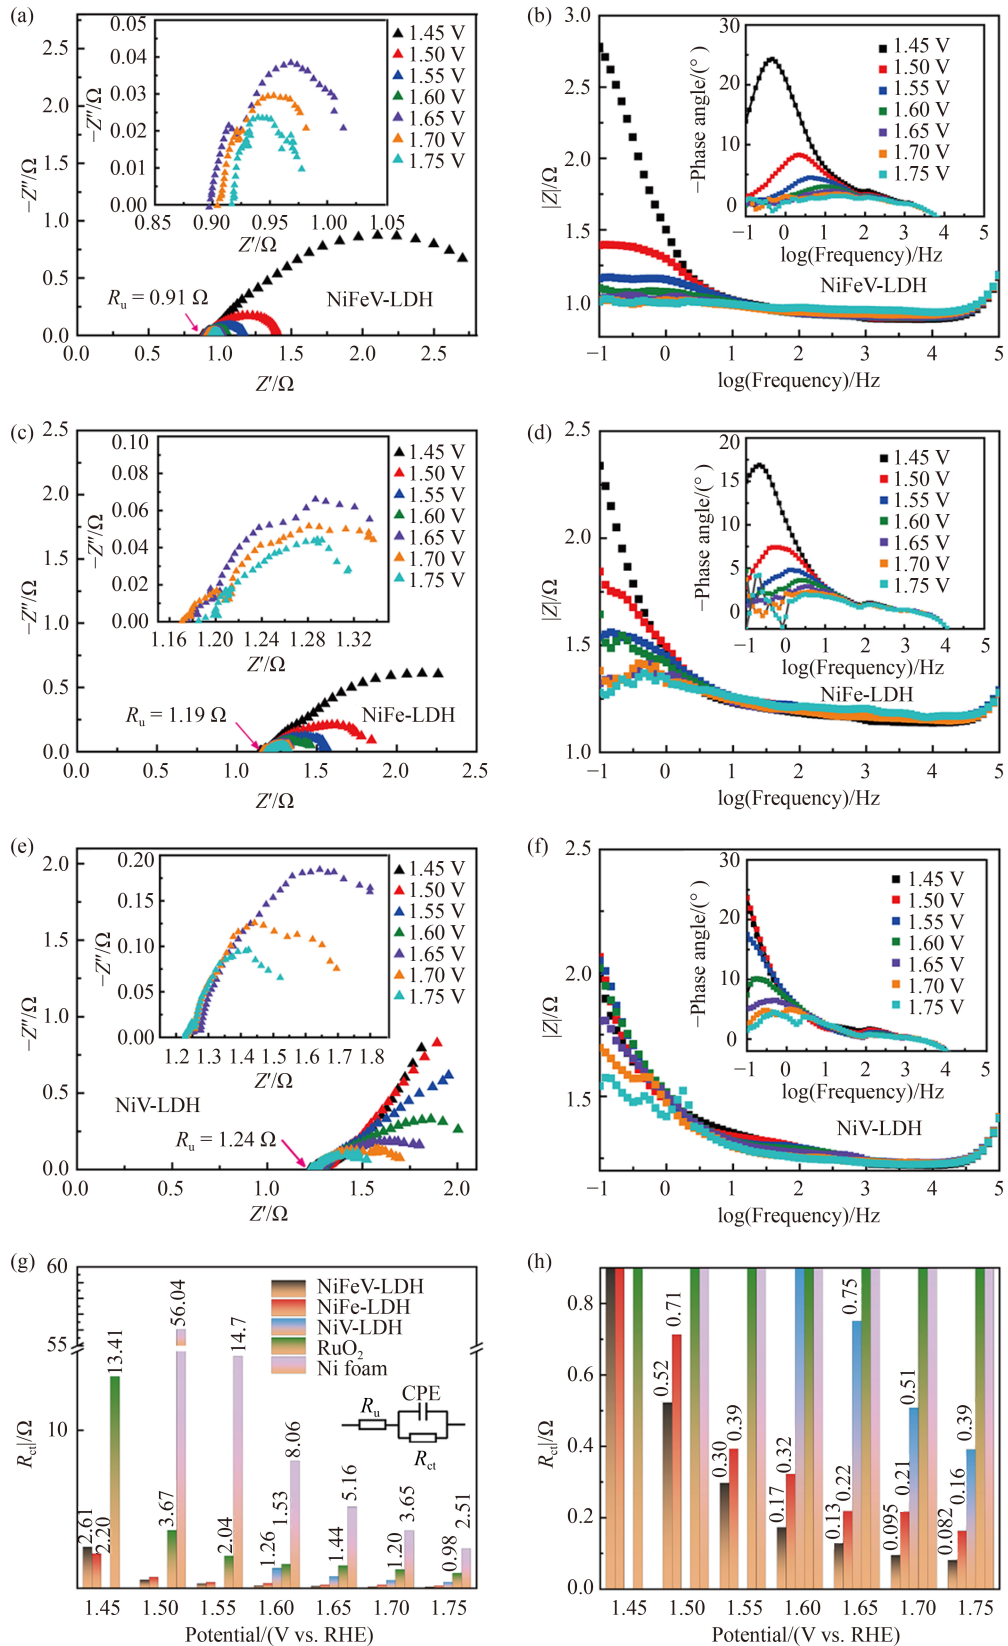 (a)
3.0
2.5
2.0
1.5
1.0
0.5
0.0
−Z″/Ω
0.05
0.04
0.03
0.02
0.01
0.00
−Z″/Ω
0.85 0.90 0.95 1.00 1.05
Z′/Ω
1.45 V
1.50 V
1.55 V
1.60 V
1.65 V
1.70 V
1.75 V
Ru = 0.91 Ω
NiFeV-LDH
0.0 0.5 1.0 1.5 2.0 2.5
Z′/Ω
(b)
3.0
2.5
2.0
1.5
1.0
|Z|/Ω
30
20
10
0
−Phase angle/(° )
−1 0 1 2 3 4 5
log(Frequency)/Hz
1.45 V
1.50 V
1.55 V
1.60 V
1.65 V
1.70 V
1.75 V
NiFeV-LDH
−1 0 1 2 3 4 5
log(Frequency)/Hz
(c)
2.5
2.0
1.5
1.0
0.5
0.0
−Z″/Ω
0.10
0.08
0.06
0.04
0.02
0.00
−Z″/Ω
1.16 1.20 1.24 1.28 1.32
Z′/Ω
1.45 V
1.50 V
1.55 V
1.60 V
1.65 V
1.70 V
1.75 V
Ru = 1.19 Ω
NiFe-LDH
0.0 0.5 1.0 1.5 2.0 2.5
Z′/Ω
(d)
2.5
2.0
1.5
1.0
|Z|/Ω
20
15
10
5
0
−Phase angle/(° )
−1 0 1 2 3 4 5
log(Frequency)/Hz
1.45 V
1.50 V
1.55 V
1.60 V
1.65 V
1.70 V
1.75 V
NiFe-LDH
−1 0 1 2 3 4 5
log(Frequency)/Hz
(e)
2.0
1.5
1.0
0.5
0.0
−Z″/Ω
0.20
0.15
0.10
0.05
0.00
−Z″/Ω
1.2 1.3 1.4 1.5 1.6 1.7 1.8
Z′/Ω
1.45 V
1.50 V
1.55 V
1.60 V
1.65 V
1.70 V
1.75 V
NiV-LDH
Ru = 1.24 Ω
0.0 0.5 1.0 1.5 2.0
Z′/Ω
(f)
2.5
2.0
1.5
|Z|/Ω
30
20
10
0
−Phase angle/(° )
−1 0 1 2 3 4 5
log(Frequency)/Hz
1.45 V
1.50 V
1.55 V
1.60 V
1.65 V
1.70 V
1.75 V
NiV-LDH
−1 0 1 2 3 4 5
log(Frequency)/Hz
(g)
60
55
10
Rct|/Ω
NiFeV-LDH
NiFe-LDH
NiV-LDH
RuO2
Ni foam
Ru
CPE
Rct
2.61 2.20 13.41 3.67 56.04 2.04 14.7 1.26 1.53 8.06 1.44 5.16 1.20 3.65 0.98 2.51
1.45 1.50 1.55 1.60 1.65 1.70 1.75
Potential/(V vs. RHE)
(h)
0.8
0.6
0.4
0.2
0.0
Rct|/Ω
0.52 0.71 0.30 0.39 0.17 0.32 0.13 0.22 0.75 0.095 0.21 0.51 0.082 0.16 0.39
1.45 1.50 1.55 1.60 1.65 1.70 1.75
Potential/(V vs. RHE)